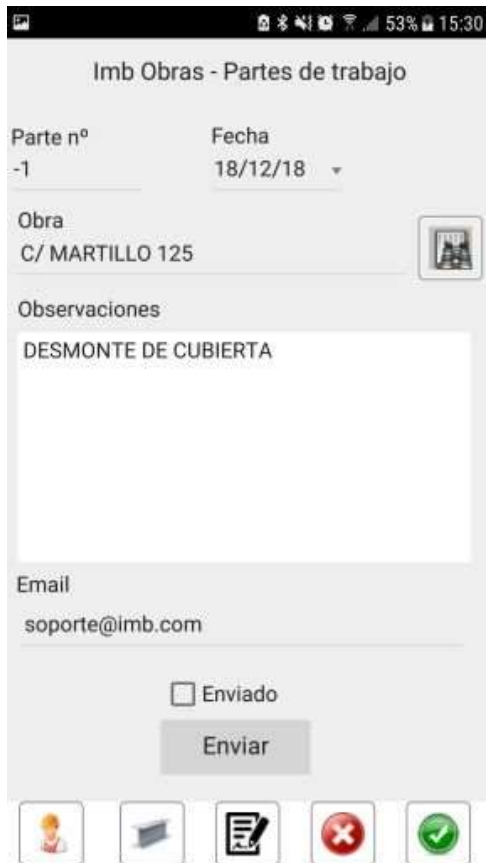 53% 15:30
Imb Obras - Partes de trabajo
Parte nº Fecha
-1 18/12/18
Obra
C/ MARTILLO 125
Observaciones
DESMONTE DE CUBIERTA
Email
soporte@imb.com
Enviado
Enviar